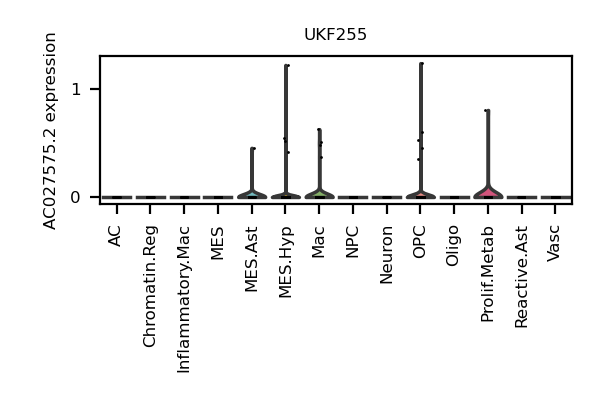 UKF255
AC027575.2 expression
1
0
AC
Chromatin.Reg
Inflammatory.Mac
MES
MES.Ast
MES.Hyp
Mac
NPC
Neuron
OPC
Oligo
Prolif.Metab
Reactive.Ast
Vasc